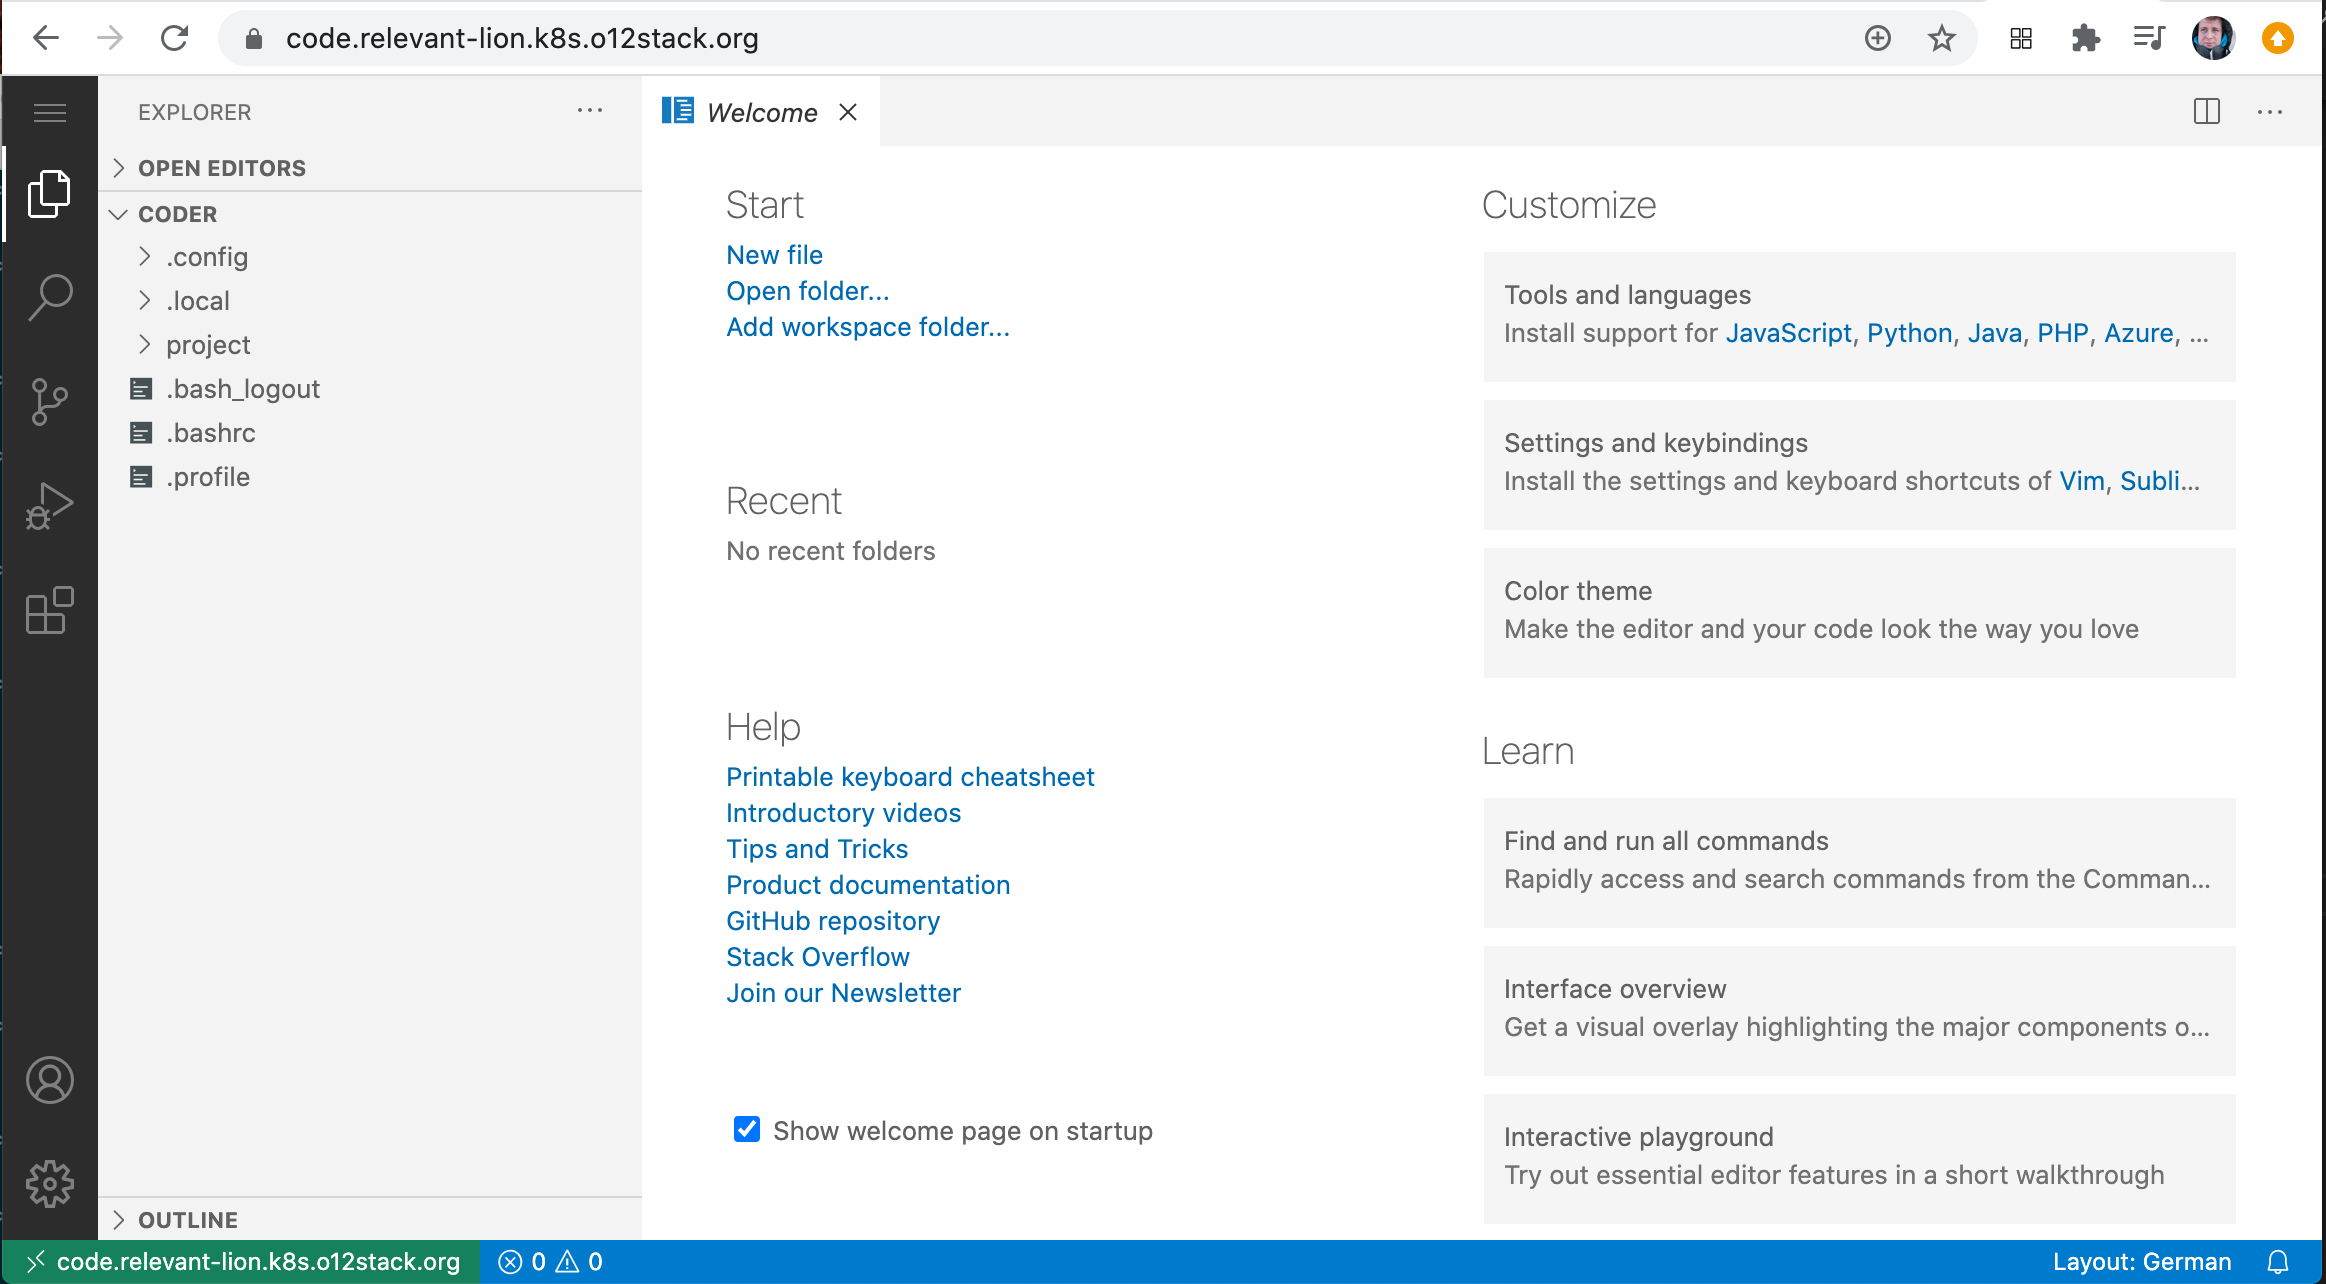 code.relevant-lion.k8s.o12stack.org
EXPLORER
OPEN EDITORS
CODER
.config
.local
project
.bash_logout
.bashrc
.profile
OUTLINE
Welcome
Start
New file
Open folder...
Add workspace folder...
Recent
No recent folders
Help
Printable keyboard cheatsheet
Introductory videos
Tips and Tricks
Product documentation
GitHub repository
Stack Overflow
Join our Newsletter
Show welcome page on startup
Customize
Tools and languages
Install support for JavaScript, Python, Java, PHP, Azure, ...
Settings and keybindings
Install the settings and keyboard shortcuts of Vim, Subli...
Color theme
Make the editor and your code look the way you love
Learn
Find and run all commands
Rapidly access and search commands from the Comman...
Interface overview
Get a visual overlay highlighting the major components o...
Interactive playground
Try out essential editor features in a short walkthrough
code.relevant-lion.k8s.o12stack.org 0 0 Layout: German